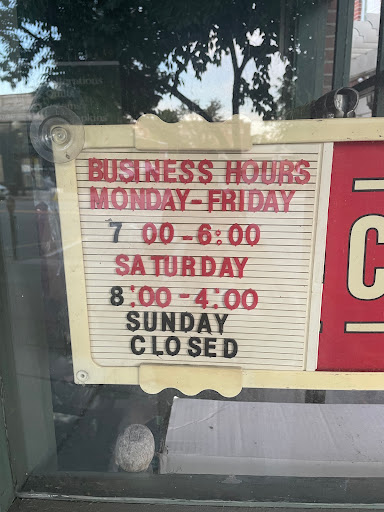 BUSINESS HOURS
MONDAY-FRIDAY
7 00-6:00
SATURDAY
8:00-4:00
SUNDAY
CLOSED
C